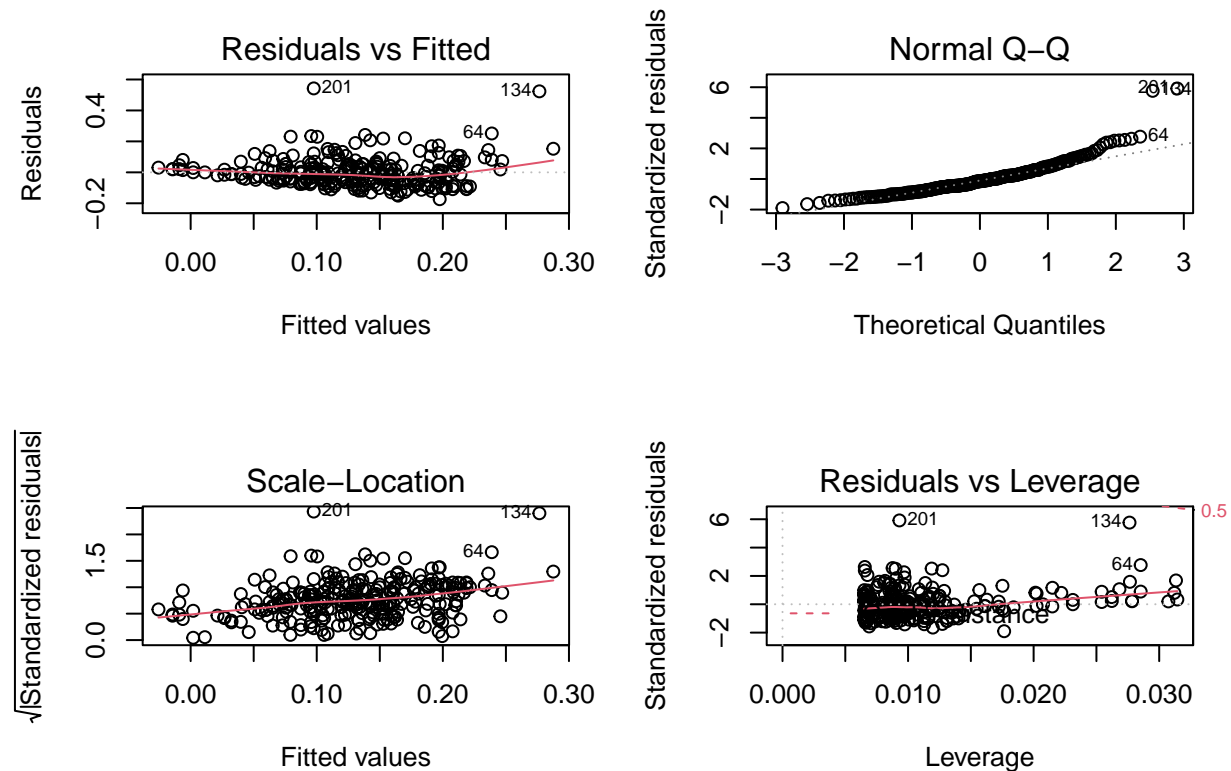 Residuals vs Fitted
Residuals
0.4
−0.2
201
134
64
0.00 0.10 0.20 0.30
Fitted values
Normal Q−Q
Standardized residuals
6
2
−2
201
134
64
−3 −2 −1 0 1 2 3
Theoretical Quantiles
Scale−Location
√|Standardized residuals|
1.5
0.0
201
134
64
0.00 0.10 0.20 0.30
Fitted values
Residuals vs Leverage
Standardized residuals
6
2
−2
201
134
64
0.5
0.000 0.010 0.020 0.030
Leverage